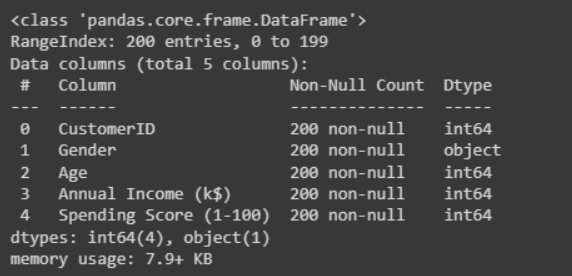 <class 'pandas.core.frame.DataFrame'>
RangeIndex: 200 entries, 0 to 199
Data columns (total 5 columns):
 #   Column                  Non-Null Count  Dtype
---  ------                  --------------  -----
 0   CustomerID              200 non-null    int64
 1   Gender                  200 non-null    object
 2   Age                     200 non-null    int64
 3   Annual Income (k$)      200 non-null    int64
 4   Spending Score (1-100)  200 non-null    int64
dtypes: int64(4), object(1)
memory usage: 7.9+ KB